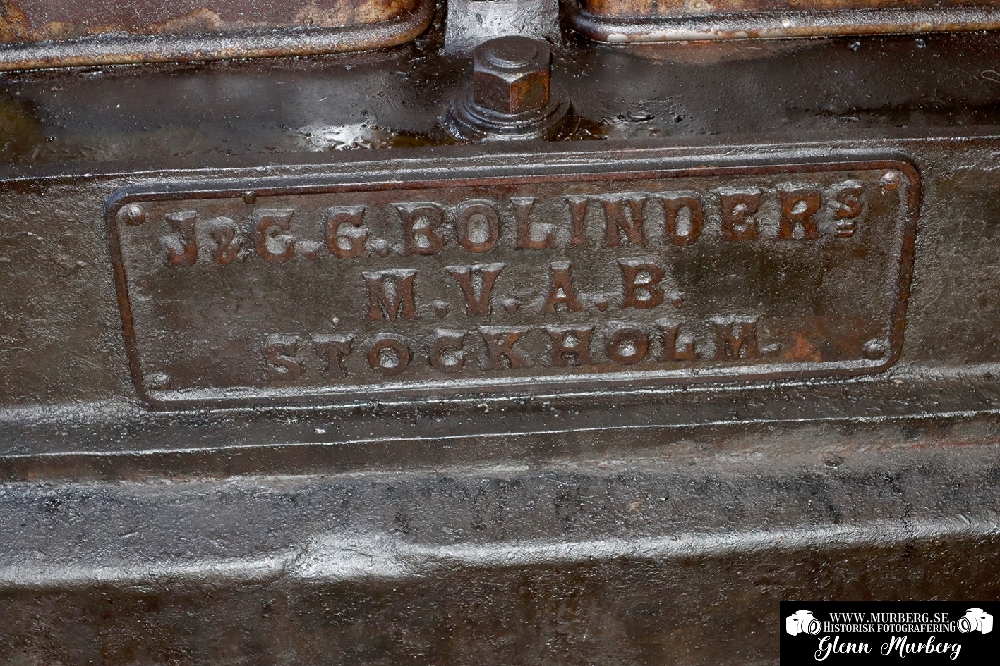 J&C.G.BOLINDERS
M.V.A.B.
STOCKHOLM.
WWW.MURBERG.SE
HISTORISK FOTOGRAFERING
Glenn Murberg